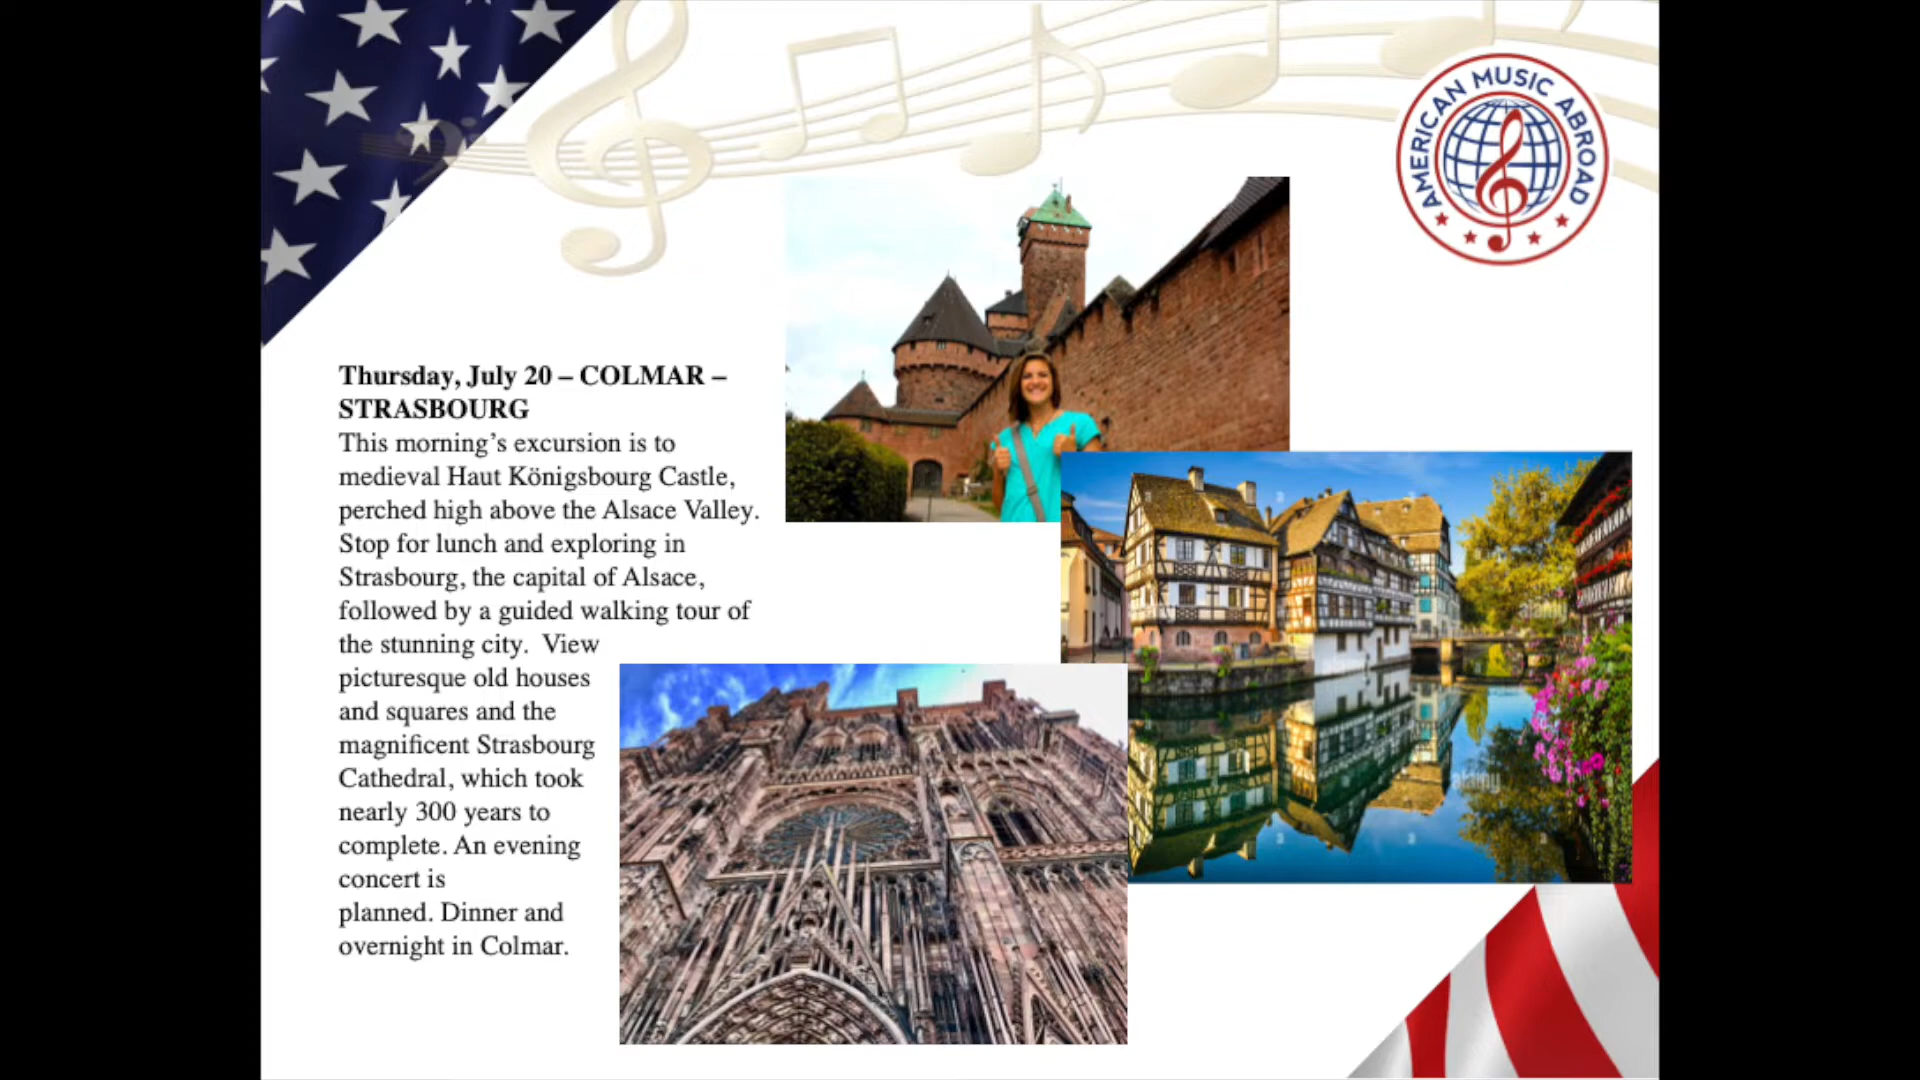 AMERICAN MUSIC ABROAD
Thursday, July 20 – COLMAR –
STRASBOURG
This morning’s excursion is to
medieval Haut Königsbourg Castle,
perched high above the Alsace Valley.
Stop for lunch and exploring in
Strasbourg, the capital of Alsace,
followed by a guided walking tour of
the stunning city.  View
picturesque old houses
and squares and the
magnificent Strasbourg
Cathedral, which took
nearly 300 years to
complete. An evening
concert is
planned. Dinner and
overnight in Colmar.
alamy